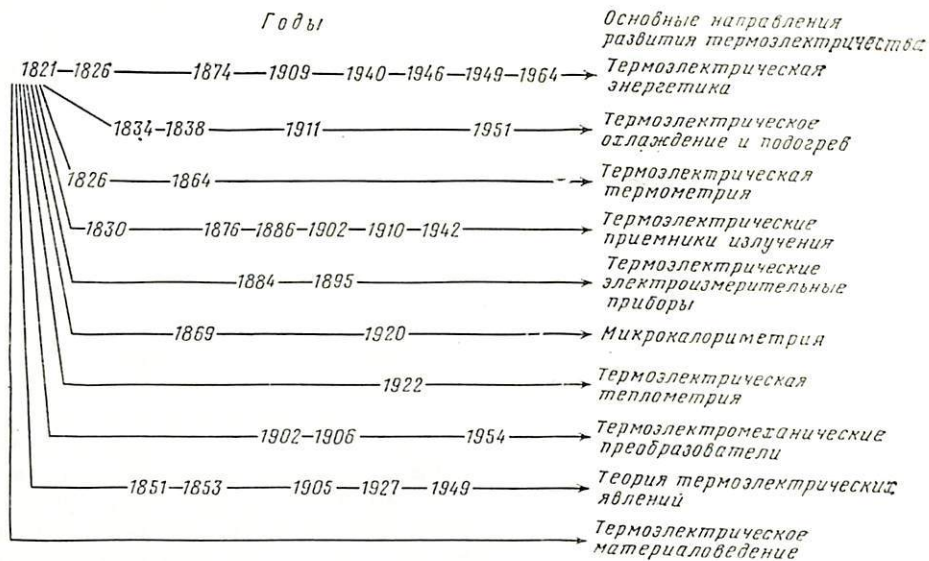 Годы
Основные направления
развития термоэлектричества
1821–1826 1874 1909 1940 1946 1949 1964
Термоэлектрическая
энергетика
1834–1838 1911 1951
Термоэлектрическое
охлаждение и подогрев
1826 1864
Термоэлектрическая
термометрия
1830 1876 1886 1902 1910 1942
Термоэлектрические
приемники излучения
1884 1895
Термоэлектрические
электроизмерительные
приборы
1869 1920
Микрокалориметрия
1922
Термоэлектрическая
теплометрия
1902–1906 1954
Термоэлектромеханические
преобразователи
1851–1853 1905 1927 1949
Теория термоэлектрических
явлений
Термоэлектрическое
материаловедение